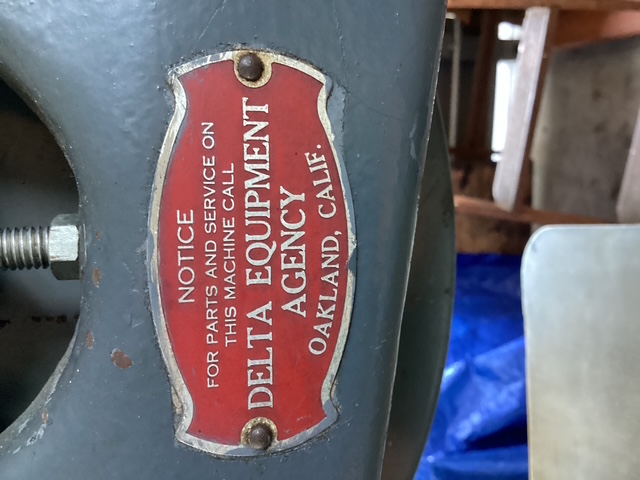 NOTICE
FOR PARTS AND SERVICE ON
THIS MACHINE CALL
DELTA EQUIPMENT
AGENCY
OAKLAND, CALIF.